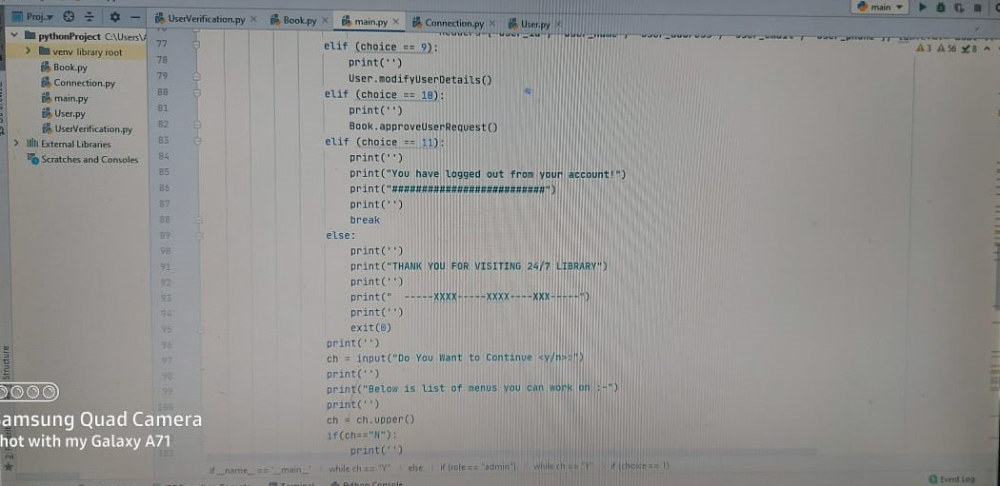 Proj...
UserVerification.py × Book.py × main.py × Connection.py × User.py ×
main
pythonProject C:\Users\A
venv library root
Book.py
Connection.py
main.py
User.py
UserVerification.py
External Libraries
Scratches and Consoles
3 56 8
77 elif (choice == 9):
78 print('')
79 User.modifyUserDetails()
80 elif (choice == 10):
81 print('')
82 Book.approveUserRequest()
83 elif (choice == 11):
84 print('')
85 print("You have logged out from your account!")
86 print("##########################")
87 print('')
88 break
89 else:
90 print('')
91 print("THANK YOU FOR VISITING 24/7 LIBRARY")
92 print('')
93 print(" -----XXXX-----XXXX----XXX-----")
94 print('')
95 exit(0)
96 print('')
97 ch = input("Do You Want to Continue <y/n>:")
98 print('')
99 print("Below is list of menus you can work on :-")
100 print('')
ch = ch.upper()
if(ch=="N"):
print('')
if __name__ == '__main__' while ch == "Y" else if (role == "admin") while ch == "Y" if (choice == 1)
Structure
Terminal Python Console
Event Log
amsung Quad Camera
hot with my Galaxy A71